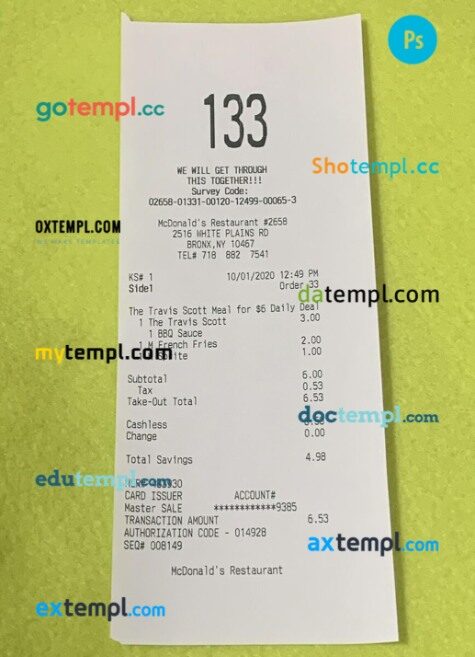 Ps
133
gotempl.cc
WE WILL GET THROUGH
THIS TOGETHER!!!
Shotempl.cc
Survey Code:
02658-01331-00120-12499-00065-3
OXTEMPL.COM
WE MAKE TEMPLATES
McDonald's Restaurant #2658
2516 WHITE PLAINS RD
BRONX,NY 10467
TEL# 718 882 7541
KS# 1 10/01/2020 12:49 PM
Side1 Order 33
datempl.com
The Travis Scott Meal for $6 Daily Deal
1 The Travis Scott 3.00
1 BBQ Sauce
1 M French Fries 2.00
mytempl.com
1.00
Subtotal 6.00
Tax 0.53
Take-Out Total 6.53
doctempl.com
Cashless
Change 0.00
Total Savings 4.98
edutempl.com
CARD ISSUER ACCOUNT#
Master SALE ************9385
TRANSACTION AMOUNT 6.53
AUTHORIZATION CODE - 014928
SEQ# 008149
axtempl.com
McDonald's Restaurant
extempl.com